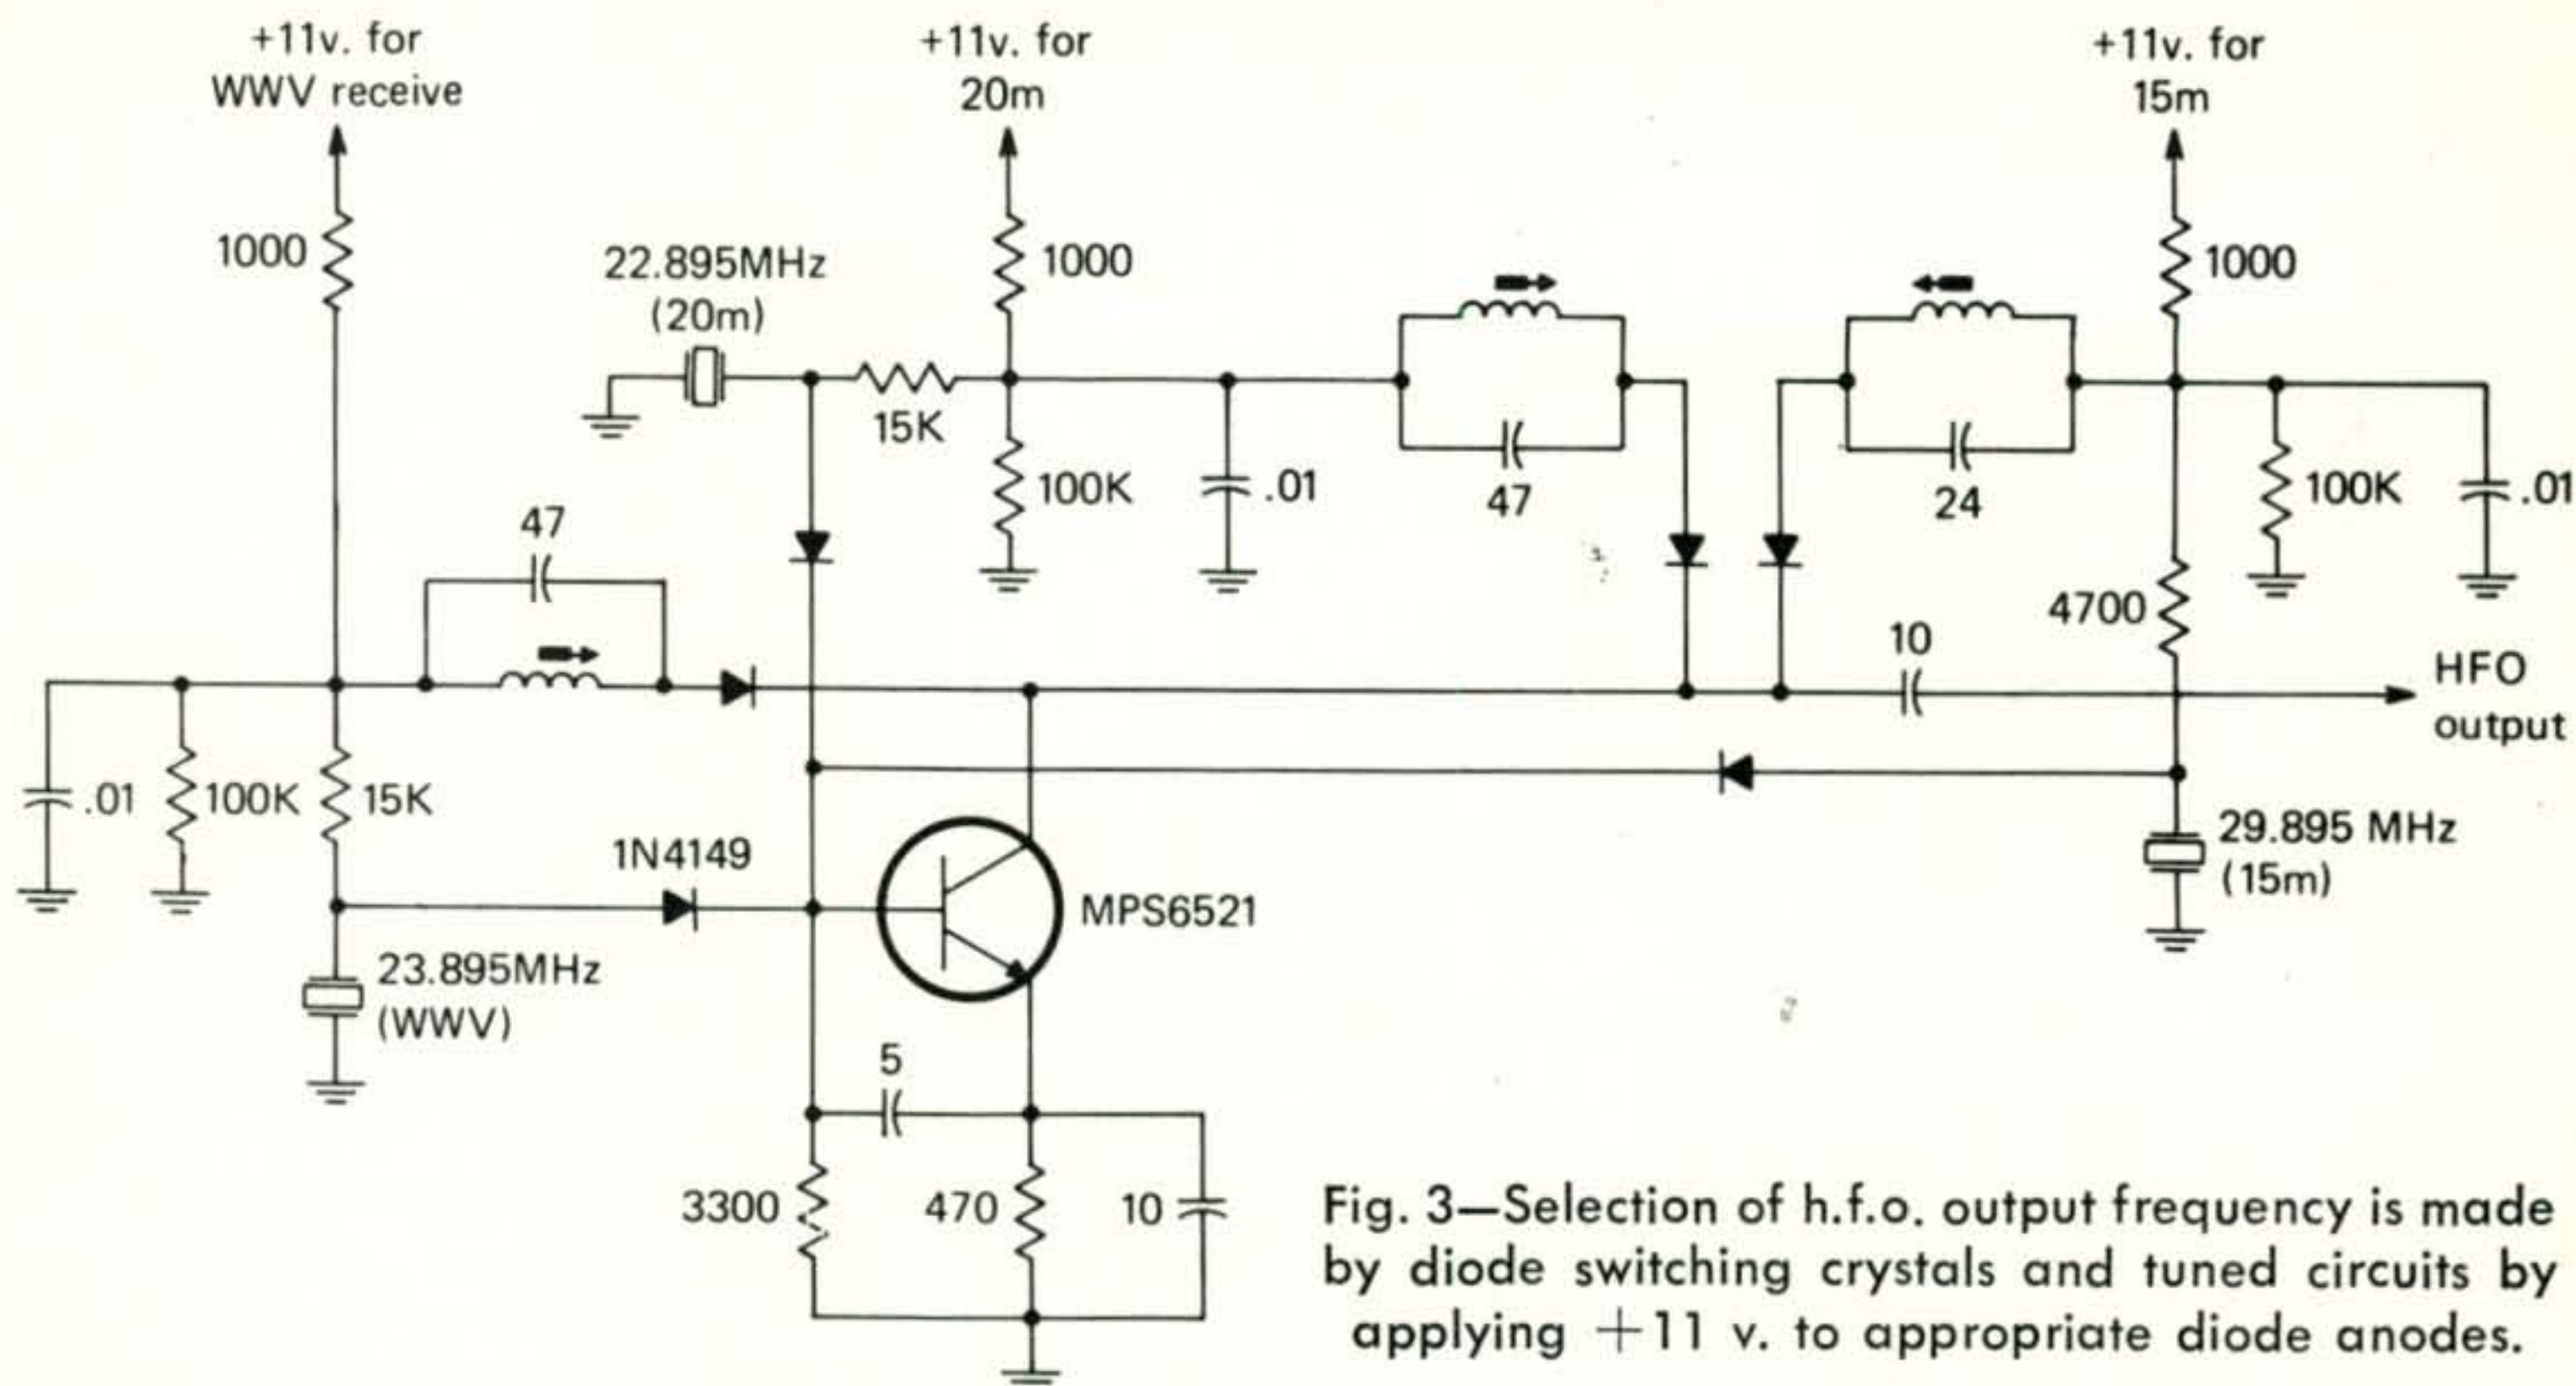 +11v. for
WWV receive
+11v. for
20m
+11v. for
15m
1000
22.895MHz
(20m)
1000
1000
15K
100K
.01
47
24
100K
.01
47
4700
10
HFO
output
.01
100K
15K
1N4149
MPS6521
29.895 MHz
(15m)
23.895MHz
(WWV)
5
3300
470
10
Fig. 3—Selection of h.f.o. output frequency is made
by diode switching crystals and tuned circuits by
applying +11 v. to appropriate diode anodes.